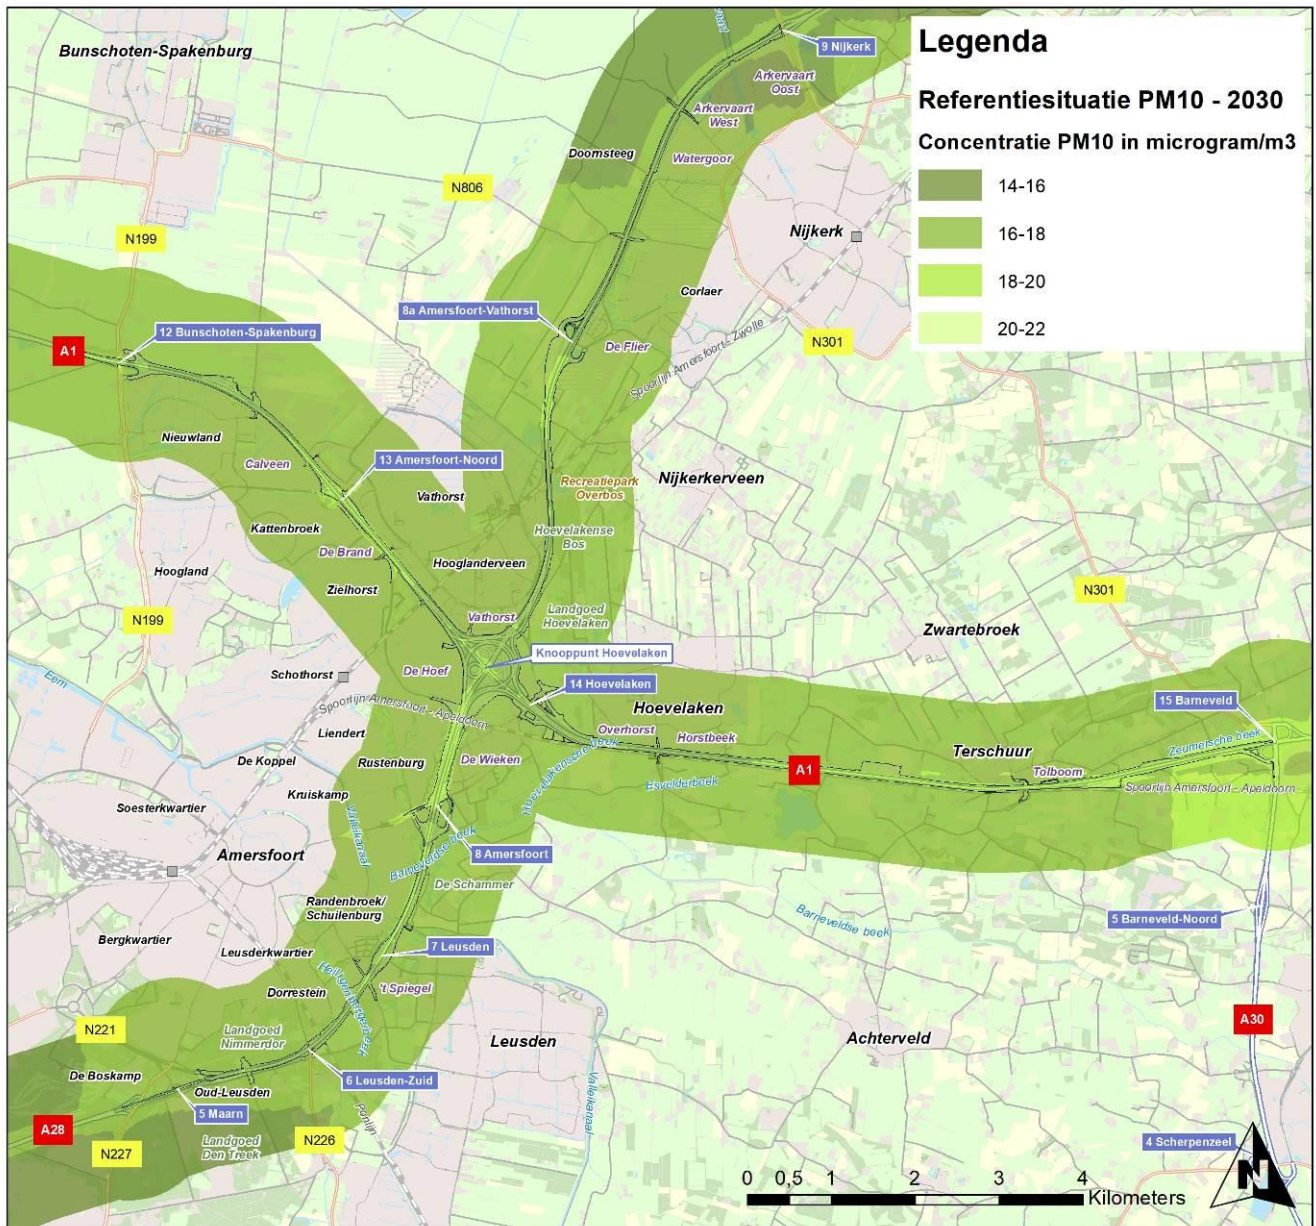 Legenda
Referentiesituatie PM10 - 2030
Concentratie PM10 in microgram/m3
14-16
16-18
18-20
20-22
Bunschoten-Spakenburg
9 Nijkerk
Arkervaart
Oost
Arkervaart
West
Doornsteeg
Watergoor
N806
N199
Nijkerk
Corlaer
8a Amersfoort-Vathorst
12 Bunschoten-Spakenburg
A1
De Flier
Spoorlijn Amersfoort - Zwolle
N301
Nieuwland
Calveen
13 Amersfoort-Noord
Vathorst
Recreatiepark
Overbos
Nijkerkerveen
Kattenbroek
De Brand
Hoevelakense
Bos
Hooglanderveen
Hoogland
Zielhorst
N301
N199
Vathorst
Landgoed
Hoevelaken
Zwartebroek
Knooppunt Hoevelaken
De Hoef
Schothorst
Eem
14 Hoevelaken
Spoorlijn Amersfoort - Apeldoorn
Hoevelaken
15 Barneveld
Liendert
Overhorst
Horstbeek
Terschuur
Zeumersche beek
De Koppel
Rustenburg
De Wieken
Hoevelakensche beek
A1
Tolboom
Esvelderbeek
Spoorlijn Amersfoort - Apeldoorn
Kruiskamp
Soesterkwartier
Valleikanaal
Amersfoort
Barneveldse beek
8 Amersfoort
De Schammer
Randenbroek/
Schuilenburg
Barneveldse beek
5 Barneveld-Noord
Bergkwartier
Leusderkwartier
7 Leusden
Heiligenbergerbeek
Dorrestein
't Spiegel
A30
N221
Landgoed
Nimmerdor
Leusden
Achterveld
De Boskamp
6 Leusden-Zuid
Oud-Leusden
Valleikanaal
5 Maarn
Ponlijn
A28
Landgoed
Den Treek
N226
N227
4 Scherpenzeel
N
0 0,5 1 2 3 4
Kilometers